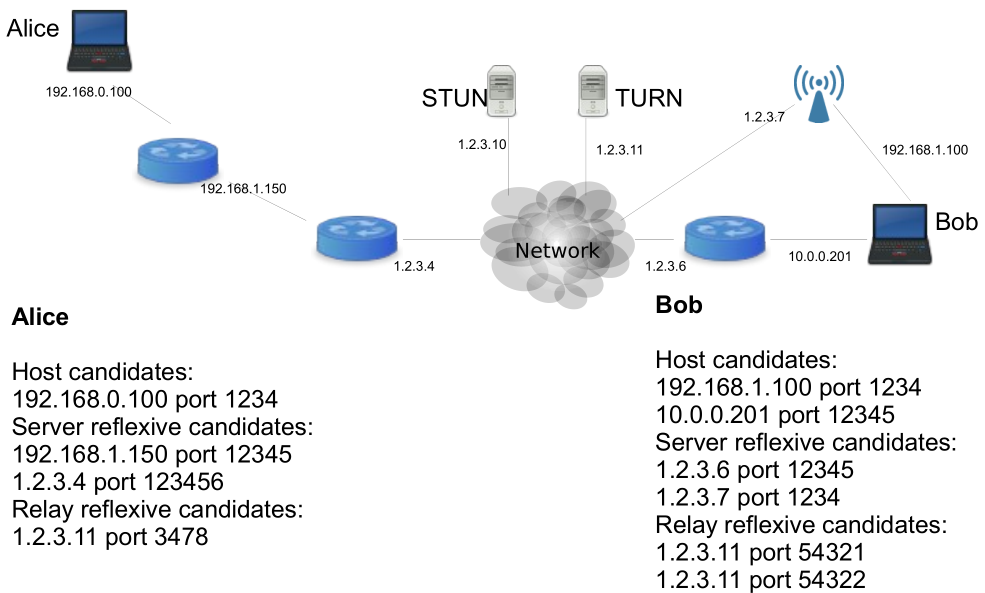 Alice
192.168.0.100
192.168.1.150
1.2.3.4
STUN
1.2.3.10
TURN
1.2.3.11
Network
1.2.3.7
192.168.1.100
Bob
1.2.3.6
10.0.0.201
Alice
Host candidates:
192.168.0.100 port 1234
Server reflexive candidates:
192.168.1.150 port 12345
1.2.3.4 port 123456
Relay reflexive candidates:
1.2.3.11 port 3478
Bob
Host candidates:
192.168.1.100 port 1234
10.0.0.201 port 12345
Server reflexive candidates:
1.2.3.6 port 12345
1.2.3.7 port 1234
Relay reflexive candidates:
1.2.3.11 port 54321
1.2.3.11 port 54322